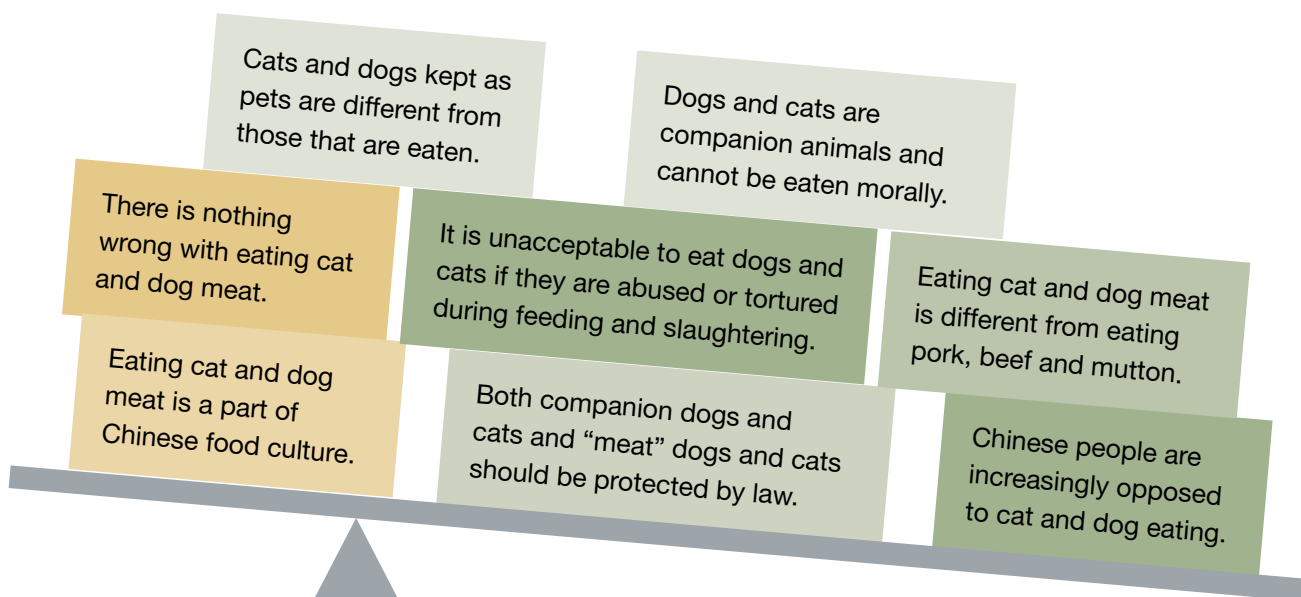 Cats and dogs kept as
pets are different from
those that are eaten.
Dogs and cats are
companion animals and
cannot be eaten morally.
There is nothing
wrong with eating cat
and dog meat.
It is unacceptable to eat dogs and
cats if they are abused or tortured
during feeding and slaughtering.
Eating cat and dog meat
is different from eating
pork, beef and mutton.
Eating cat and dog
meat is a part of
Chinese food culture.
Both companion dogs and
cats and “meat” dogs and cats
should be protected by law.
Chinese people are
increasingly opposed
to cat and dog eating.